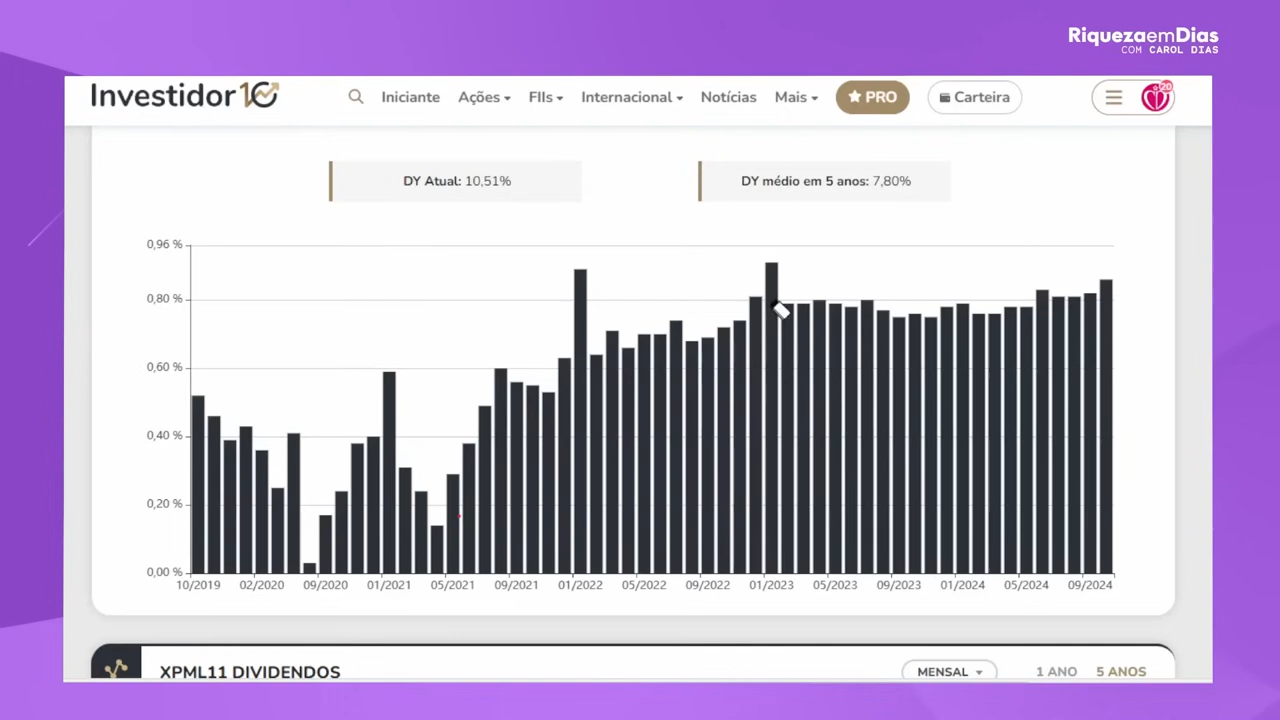 RiquezaemDias
COM CAROL DIAS
Investidor10
Iniciante Ações FIIs Internacional Notícias Mais PRO Carteira
+20
DY Atual: 10,51% DY médio em 5 anos: 7,80%
0,96 %
0,80 %
0,60 %
0,40 %
0,20 %
0,00 %
10/2019 02/2020 09/2020 01/2021 05/2021 09/2021 01/2022 05/2022 09/2022 01/2023 05/2023 09/2023 01/2024 05/2024 09/2024
XPML11 DIVIDENDOS MENSAL 1 ANO 5 ANOS